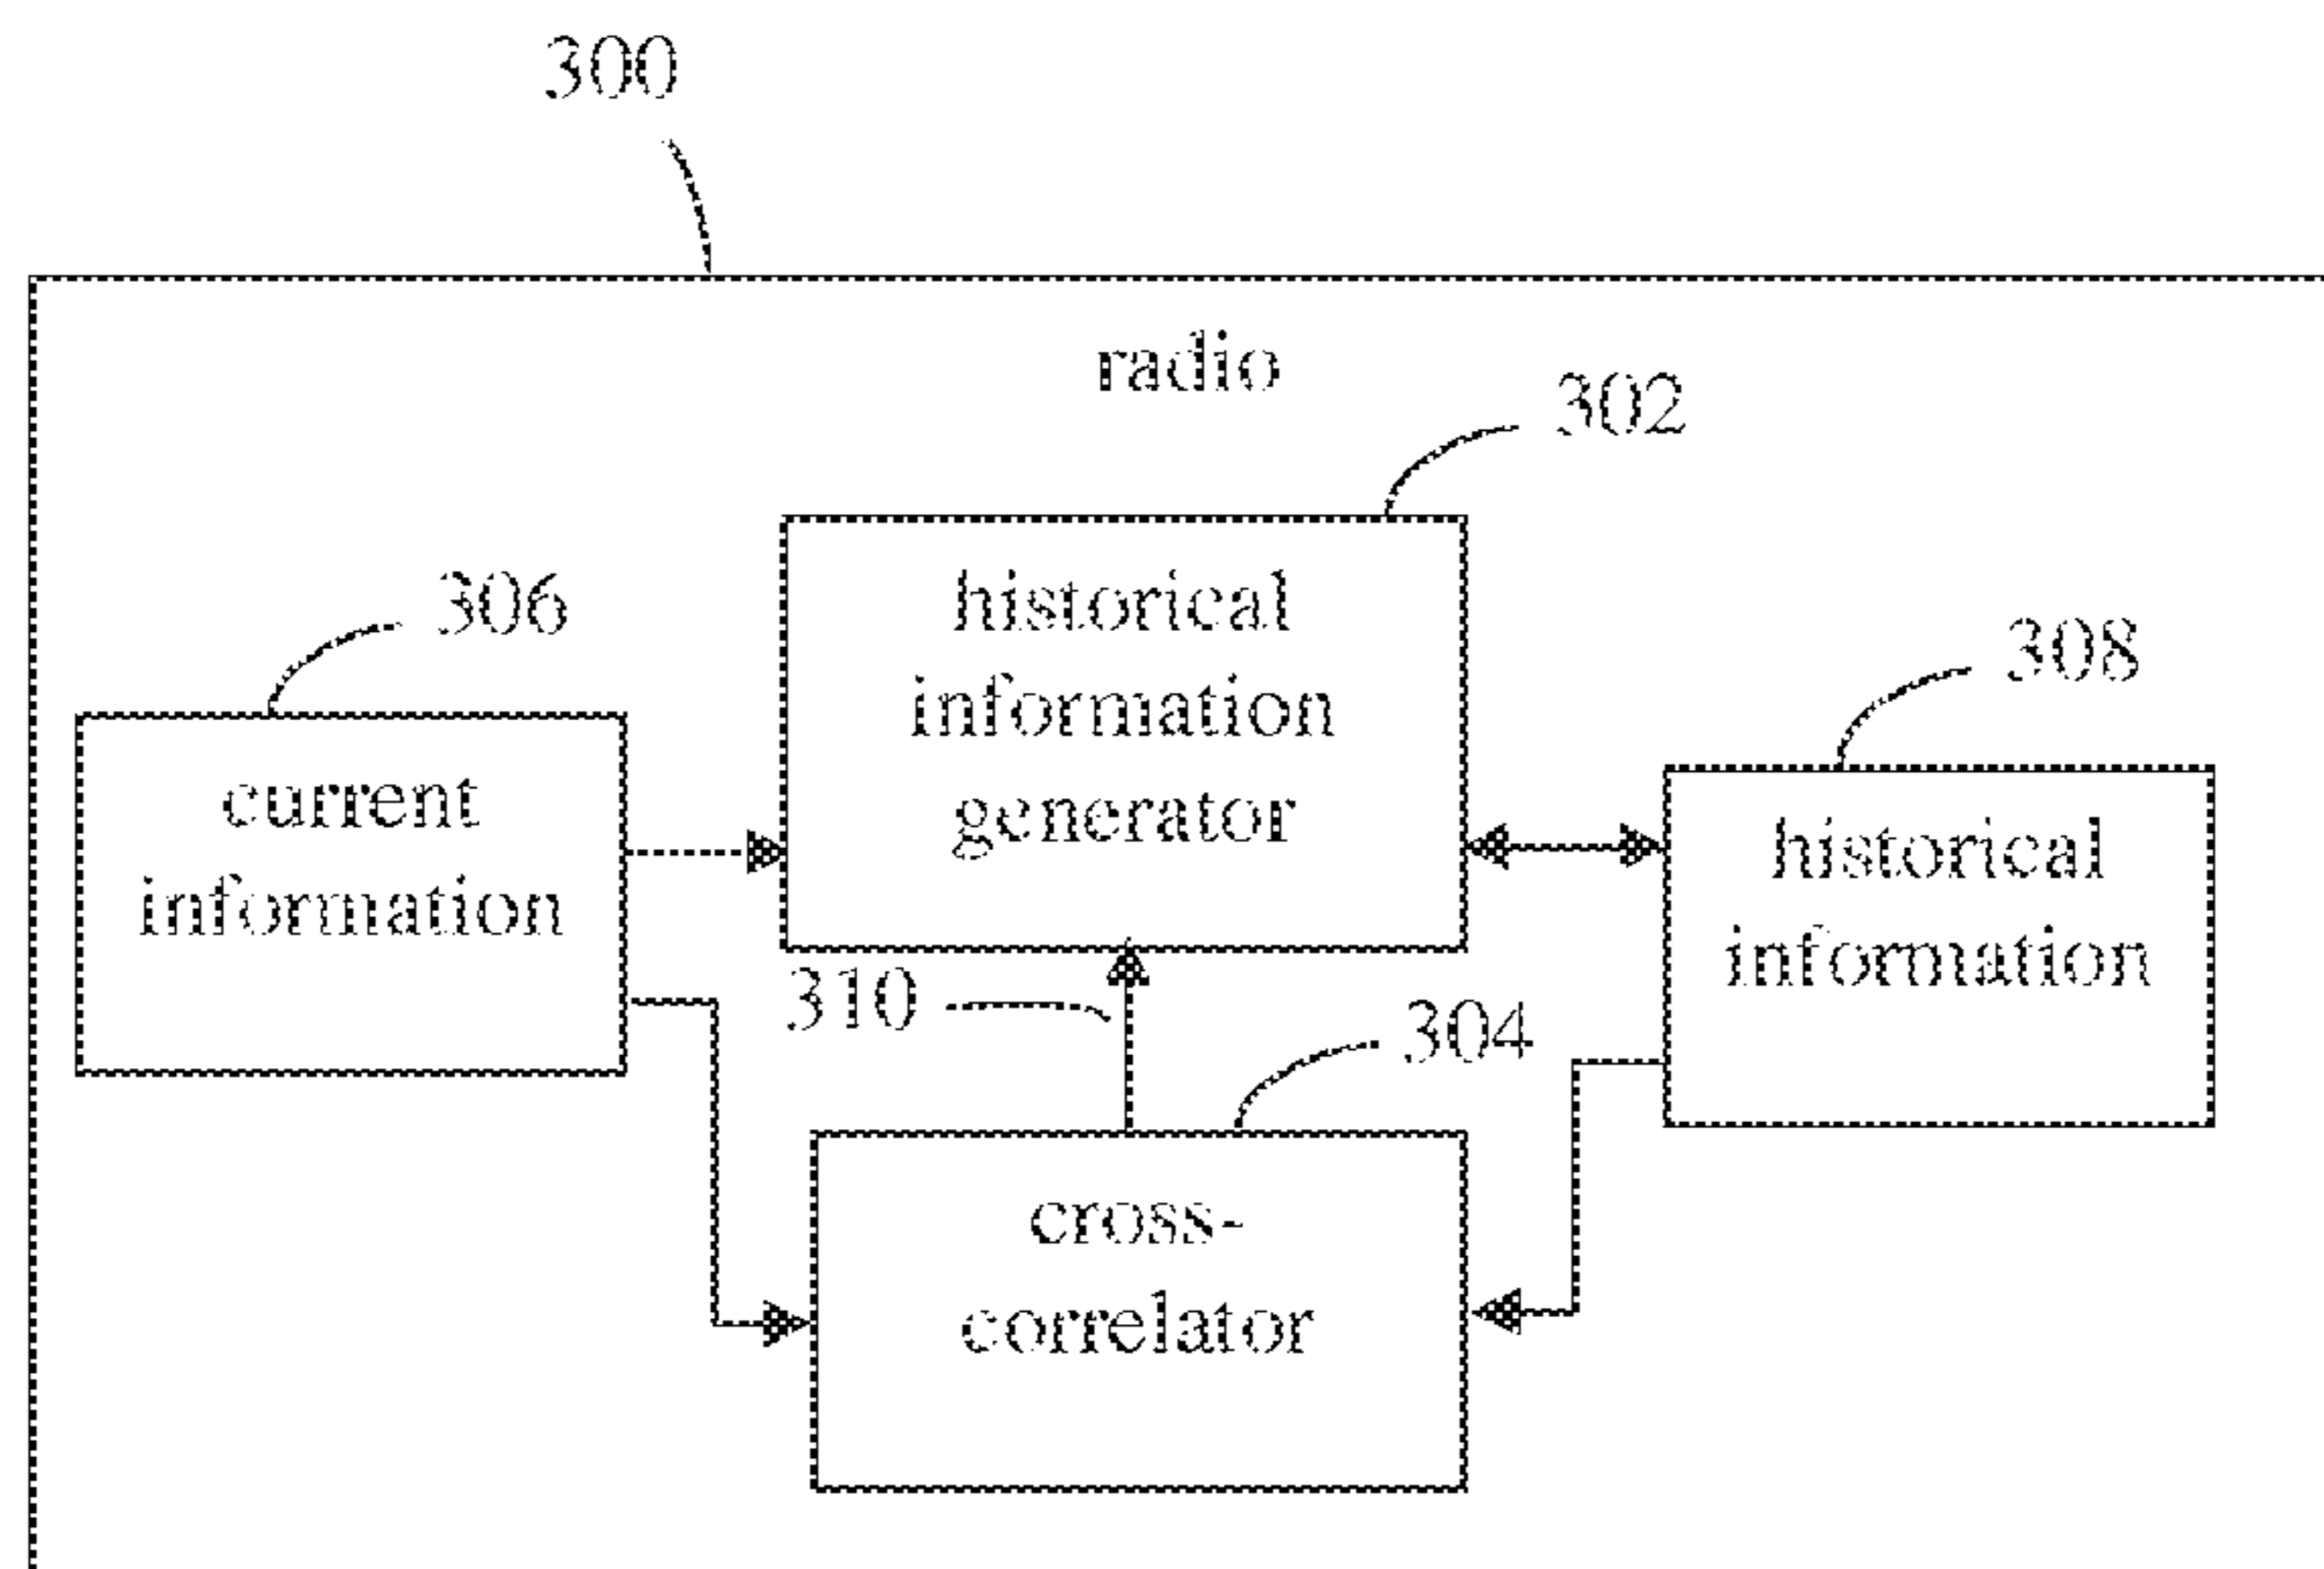 300
radio
302
306
historical
information
generator
308
current
information
historical
information
310
304
cross-
correlator